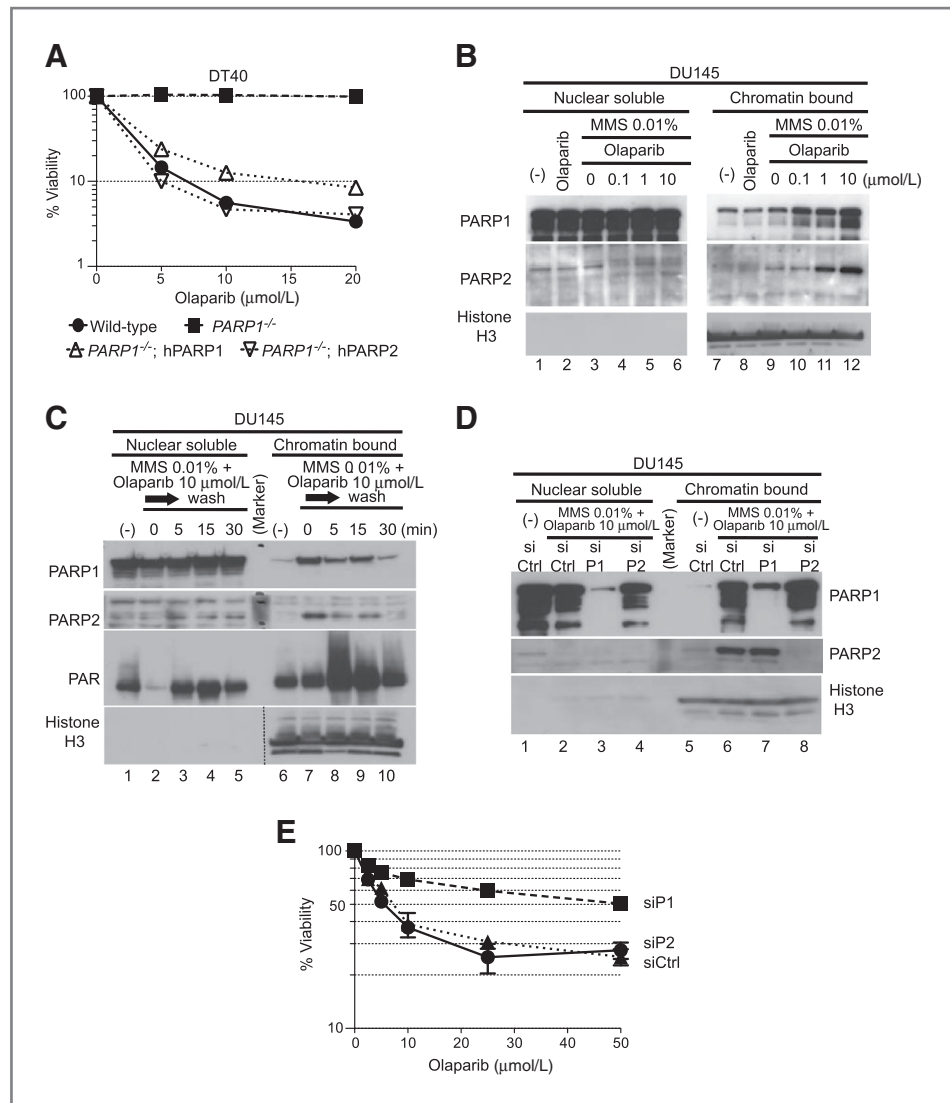 A
DT40
100
10
1
% Viability
0 5 10 15 20
Olaparib (μmol/L)
Wild-type PARP1-/-
PARP1-/-; hPARP1 PARP1-/-; hPARP2
B
DU145
Nuclear soluble Chromatin bound
MMS 0.01% MMS 0.01%
Olaparib Olaparib
(-) Olaparib 0 0.1 1 10 (-) Olaparib 0 0.1 1 10 (μmol/L)
PARP1
PARP2
Histone
H3
1 2 3 4 5 6 7 8 9 10 11 12
C
DU145
Nuclear soluble Chromatin bound
MMS 0.01% + MMS 0.01% +
Olaparib 10 μmol/L (Marker) Olaparib 10 μmol/L
wash wash
(-) 0 5 15 30 (-) 0 5 15 30 (min)
PARP1
PARP2
PAR
Histone
H3
1 2 3 4 5 6 7 8 9 10
D
DU145
Nuclear soluble Chromatin bound
(-) MMS 0.01% + Olaparib 10 μmol/L (Marker) (-) MMS 0.01% + Olaparib 10 μmol/L
si si si si si si si si
Ctrl Ctrl P1 P2 Ctrl Ctrl P1 P2
PARP1
PARP2
Histone
H3
1 2 3 4 5 6 7 8
E
100
50
10
% Viability
siP1
siP2
siCtrl
0 10 20 30 40 50
Olaparib (μmol/L)